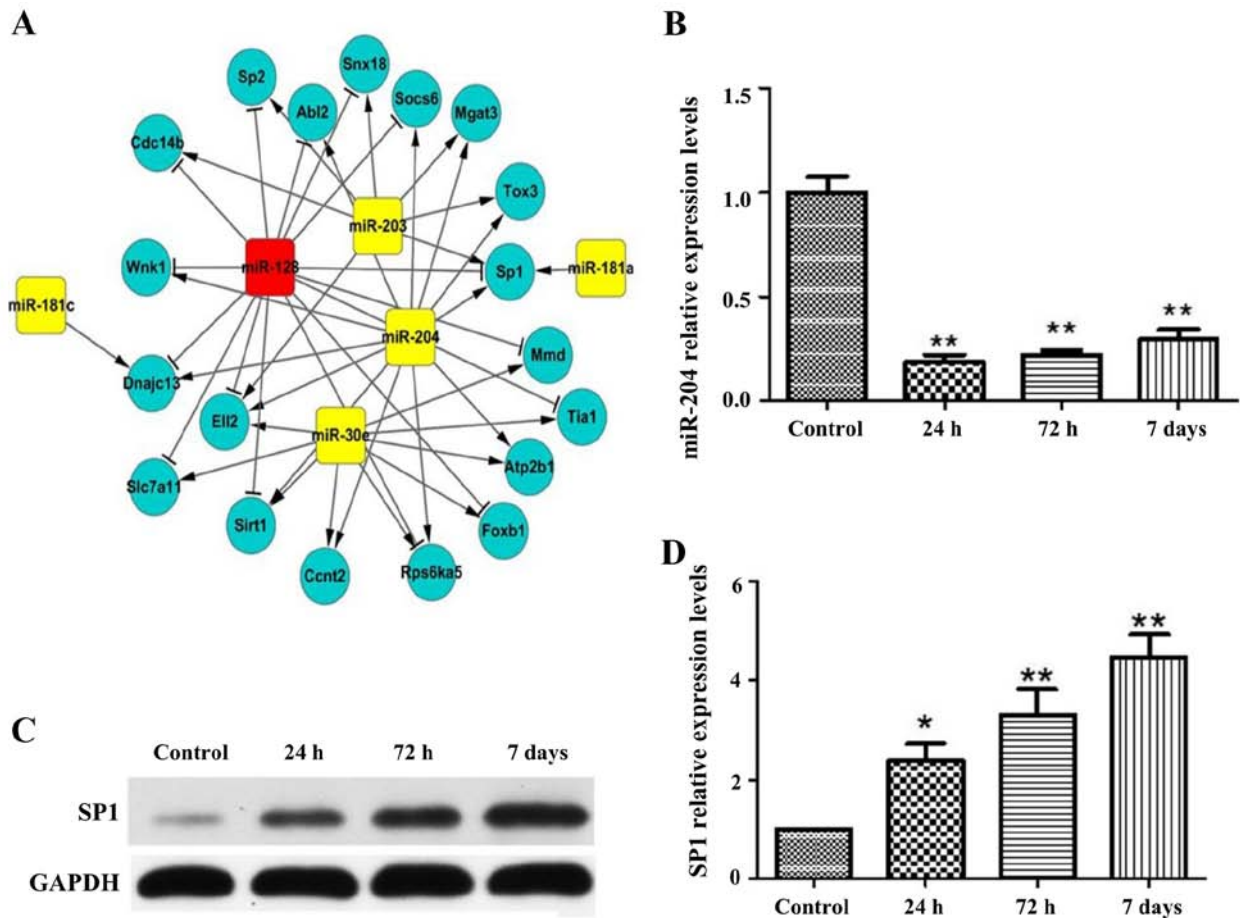 A
Sp2
Snx18
Abl2
Socs6
Mgat3
Cdc14b
Tox3
miR-203
Wnk1
miR-128
Sp1
miR-181a
miR-181c
miR-204
Mmd
Dnajc13
Ell2
Tia1
miR-30e
Atp2b1
Slc7a11
Sirt1
Foxb1
Ccnt2
Rps6ka5
B
miR-204 relative expression levels
1.5
1.0
0.5
0.0
** ** **
Control 24 h 72 h 7 days
C
Control 24 h 72 h 7 days
SP1
GAPDH
D
SP1 relative expression levels
6
4
2
0
* ** **
Control 24 h 72 h 7 days